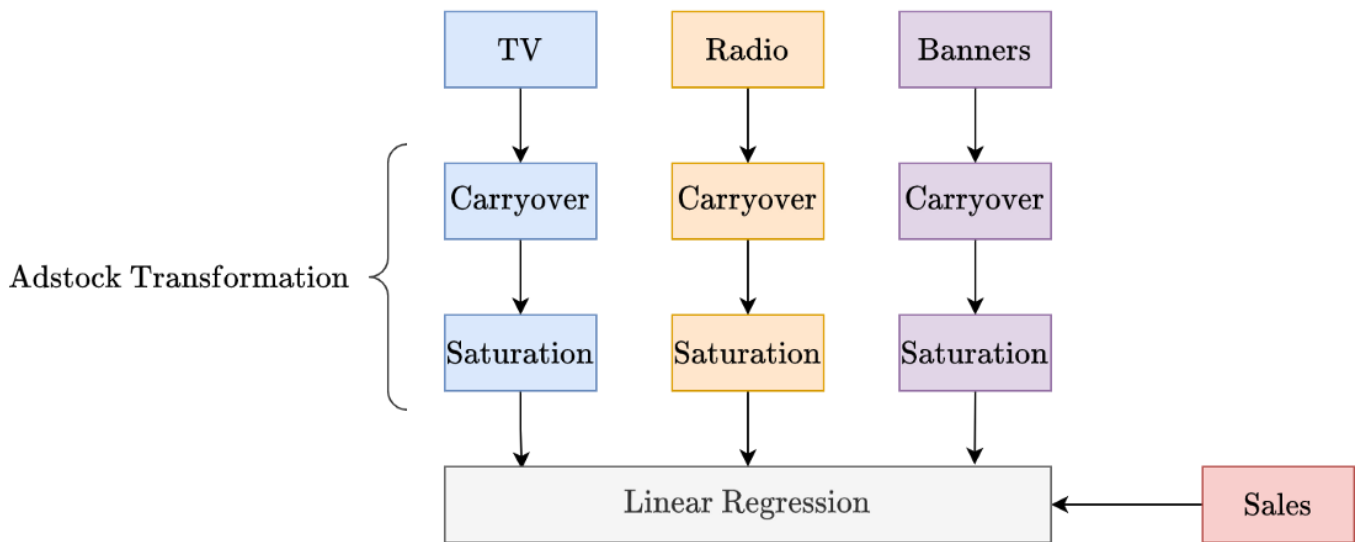 TV
Radio
Banners
Carryover
Carryover
Carryover
Adstock Transformation
Saturation
Saturation
Saturation
Linear Regression
Sales